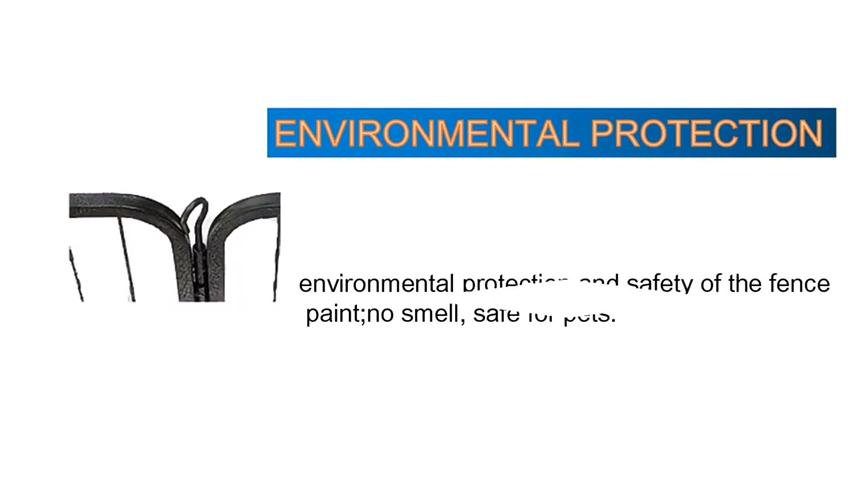 ENVIRONMENTAL PROTECTION
environmental protection and safety of the fence
paint;no smell, safe for pets.